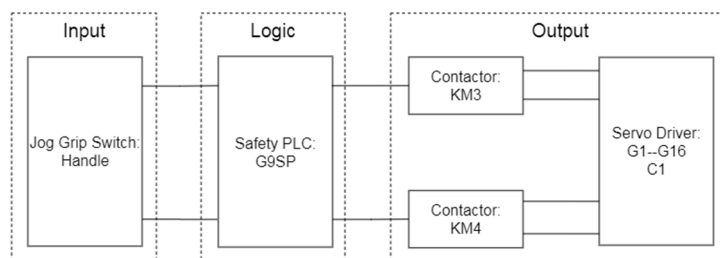 Input
Logic
Output
Jog Grip Switch:
Handle
Safety PLC:
G9SP
Contactor:
KM3
Contactor:
KM4
Servo Driver:
G1--G16
C1